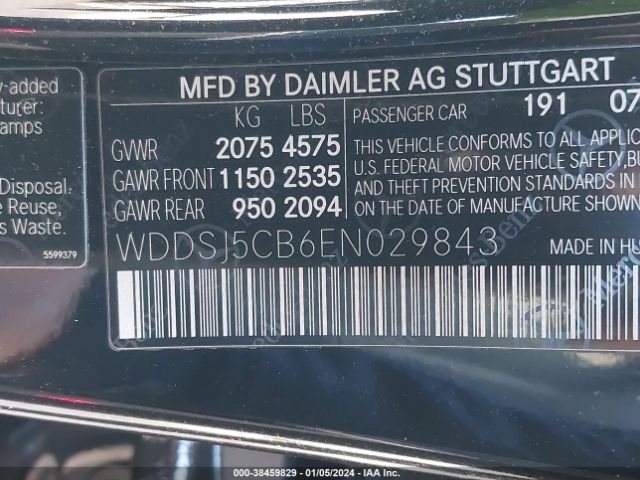 MFD BY DAIMLER AG STUTTGART
KG LBS
GVWR 2075 4575
GAWR FRONT 1150 2535
GAWR REAR 950 2094
PASSENGER CAR 191 07
THIS VEHICLE CONFORMS TO ALL APPLIC
U.S. FEDERAL MOTOR VEHICLE SAFETY, BU
AND THEFT PREVENTION STANDARDS IN
ON THE DATE OF MANUFACTURE SHOWN
WDDSJ5CB6EN029843
MADE IN HU
y-added
cturer:
amps
Disposal-
e Reuse,
s Waste.
5599379
000-38459829 - 01/05/2024 - IAA Inc.